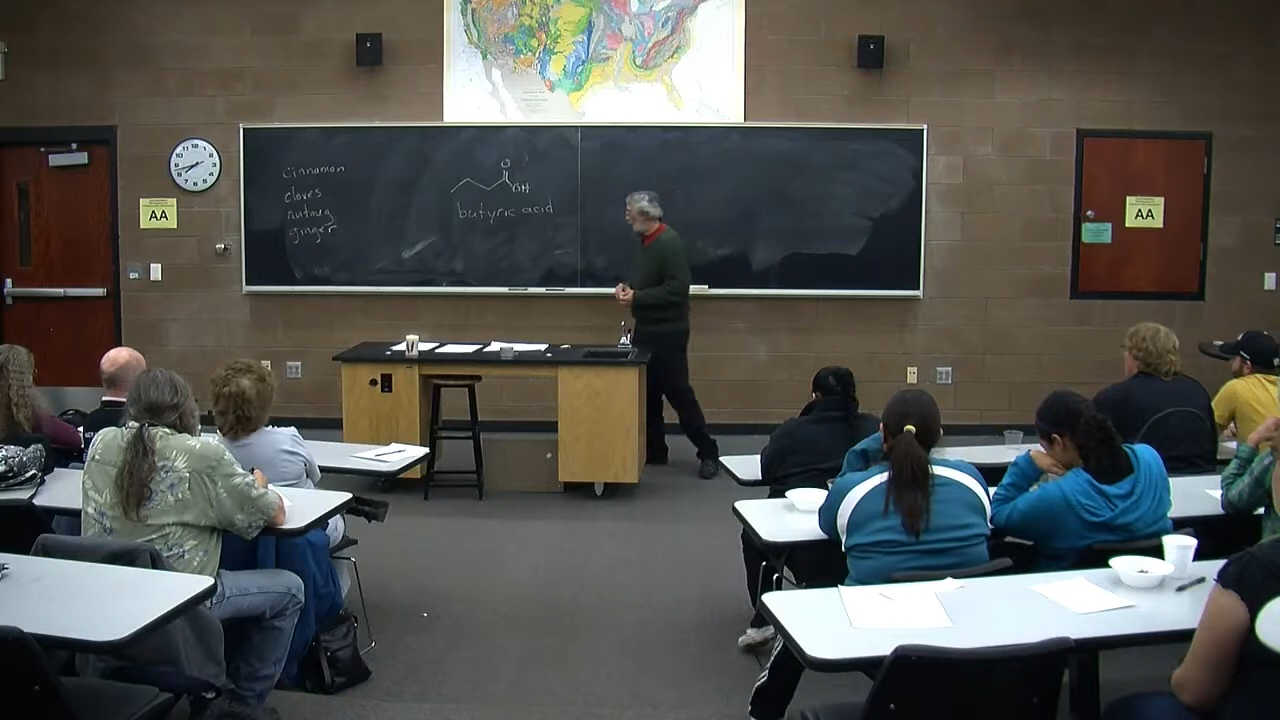 cinnamon
cloves
nutmeg
ginger
O
OH
butyric acid
AA
AA